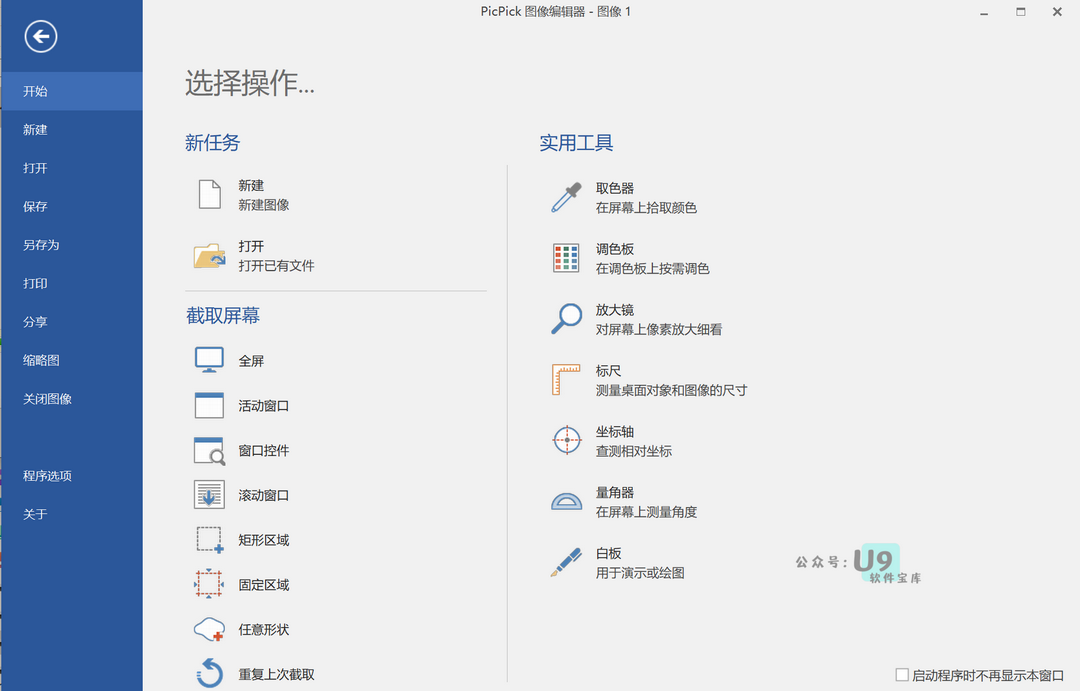 PicPick 图像编辑器 - 图像 1
开始
新建
打开
保存
另存为
打印
分享
缩略图
关闭图像
程序选项
关于
选择操作...
新任务
新建
新建图像
打开
打开已有文件
截取屏幕
全屏
活动窗口
窗口控件
滚动窗口
矩形区域
固定区域
任意形状
重复上次截取
实用工具
取色器
在屏幕上拾取颜色
调色板
在调色板上按需调色
放大镜
对屏幕上像素放大细看
标尺
测量桌面对象和图像的尺寸
坐标轴
查测相对坐标
量角器
在屏幕上测量角度
白板
用于演示或绘图
公众号：U9
软件宝库
启动程序时不再显示本窗口